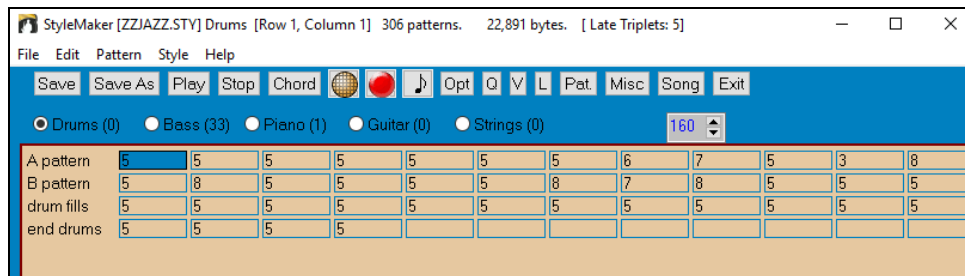 StyleMaker [ZZJAZZ.STY] Drums [Row 1, Column 1] 306 patterns. 22,891 bytes. [ Late Triplets: 5]
File Edit Pattern Style Help
Save Save As Play Stop Chord Opt Q V L Pat. Misc Song Exit
Drums (0) Bass (33) Piano (1) Guitar (0) Strings (0) 160
A pattern 5 5 5 5 5 5 5 6 7 5 3 8
B pattern 5 8 5 5 5 5 8 7 8 5 5 5
drum fills 5 5 5 5 5 5 5 5 5 5 5 5
end drums 5 5 5 5